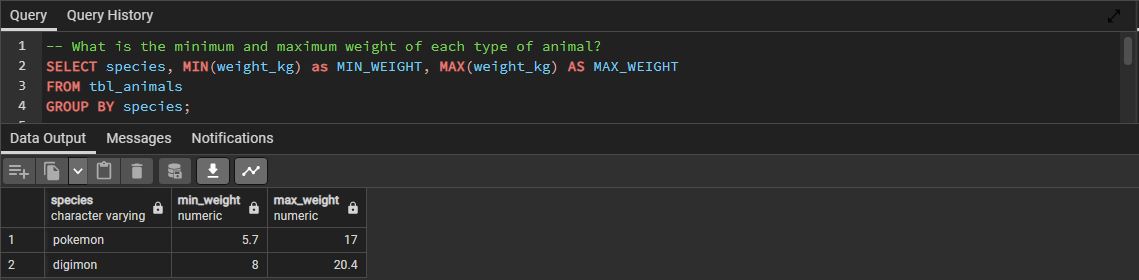 Query Query History
1 -- What is the minimum and maximum weight of each type of animal?
2 SELECT species, MIN(weight_kg) as MIN_WEIGHT, MAX(weight_kg) AS MAX_WEIGHT
3 FROM tbl_animals
4 GROUP BY species;
Data Output Messages Notifications
species min_weight max_weight
character varying numeric numeric
1 pokemon 5.7 17
2 digimon 8 20.4